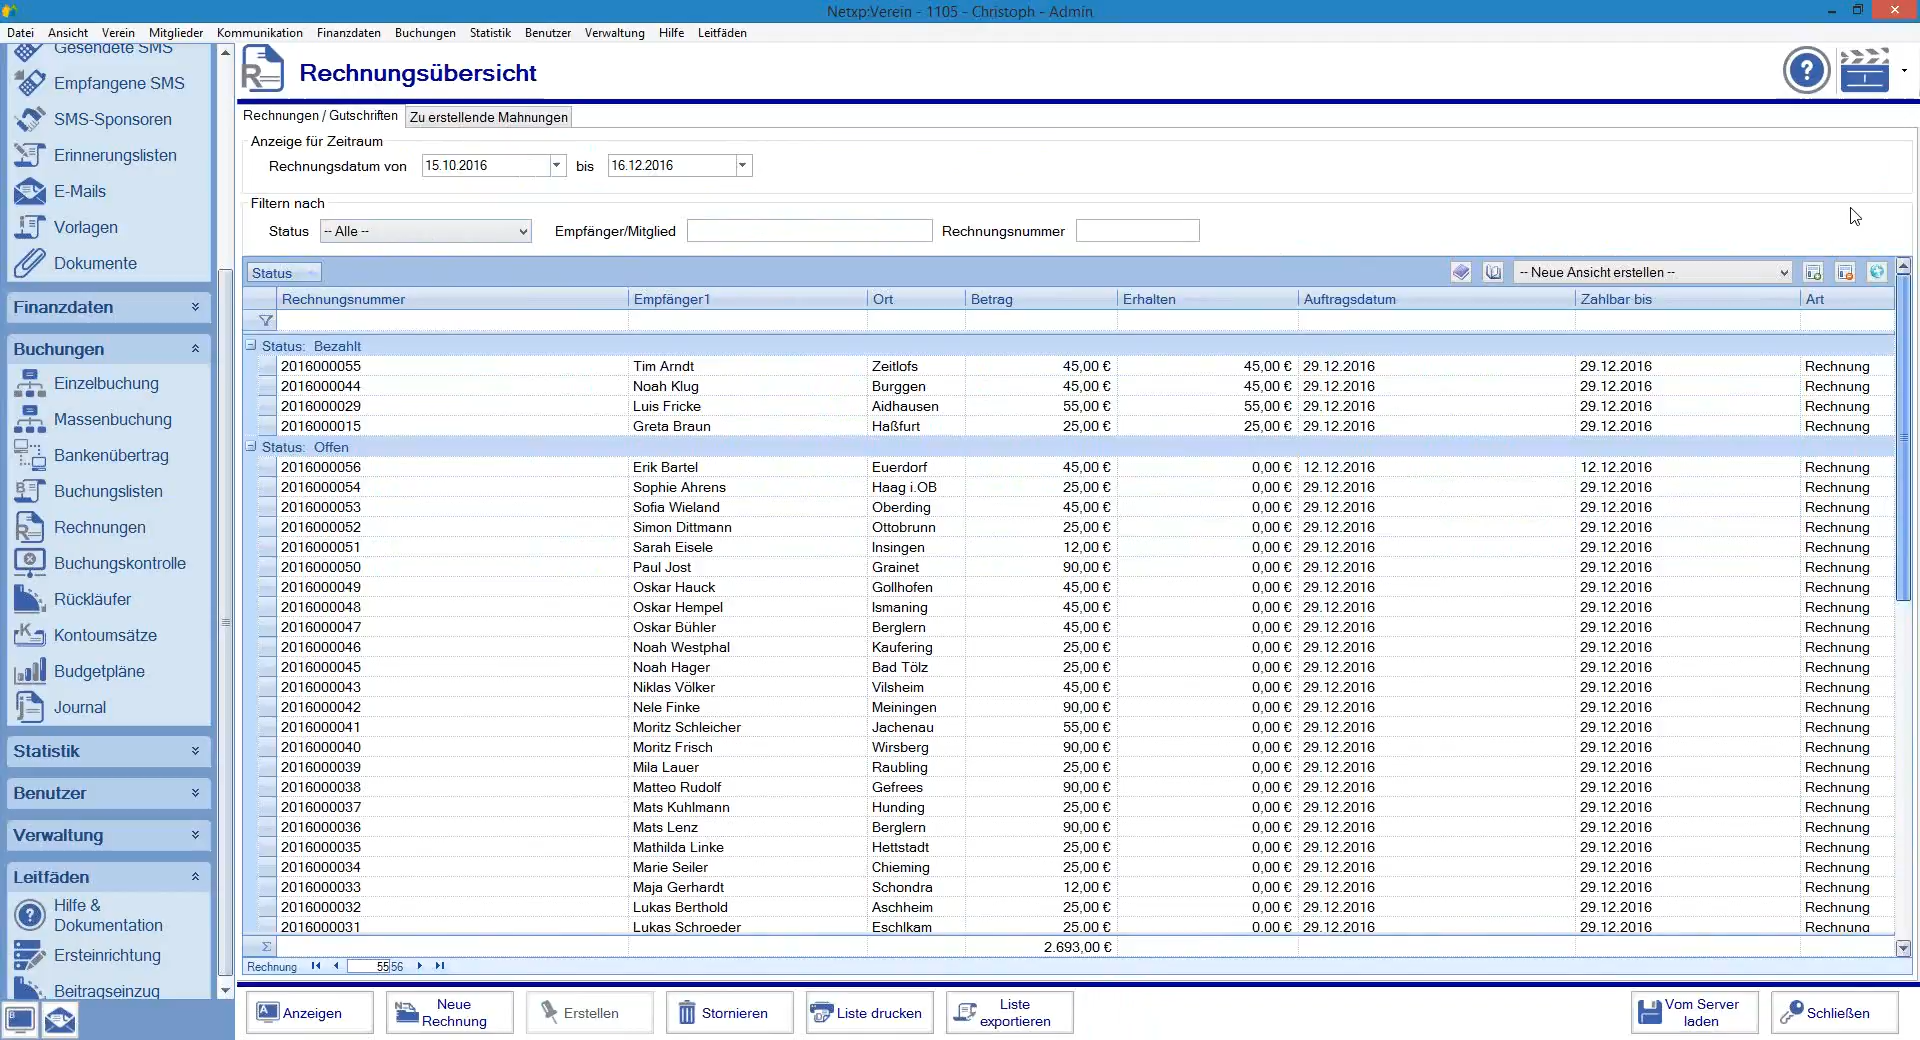 Netxp:Verein - 1105 - Christoph - Admin
Datei Ansicht Verein Mitglieder Kommunikation Finanzdaten Buchungen Statistik Benutzer Verwaltung Hilfe Leitfäden
Gesendete SMS
Empfangene SMS
SMS-Sponsoren
Erinnerungslisten
E-Mails
Vorlagen
Dokumente
Finanzdaten
Buchungen
Einzelbuchung
Massenbuchung
Bankenübertrag
Buchungslisten
Rechnungen
Buchungskontrolle
Rückläufer
Kontoumsätze
Budgetpläne
Journal
Statistik
Benutzer
Verwaltung
Leitfäden
Hilfe &
Dokumentation
Ersteinrichtung
Beitragseinzug
Rechnungsübersicht
Rechnungen / Gutschriften Zu erstellende Mahnungen
Anzeige für Zeitraum
Rechnungsdatum von 15.10.2016 bis 16.12.2016
Filtern nach
Status -- Alle -- Empfänger/Mitglied Rechnungsnummer
Status -- Neue Ansicht erstellen --
Rechnungsnummer Empfänger1 Ort Betrag Erhalten Auftragsdatum Zahlbar bis Art
Status: Bezahlt
2016000055 Tim Arndt Zeitlofs 45,00 € 45,00 € 29.12.2016 29.12.2016 Rechnung
2016000044 Noah Klug Burggen 45,00 € 45,00 € 29.12.2016 29.12.2016 Rechnung
2016000029 Luis Fricke Aidhausen 55,00 € 55,00 € 29.12.2016 29.12.2016 Rechnung
2016000015 Greta Braun Haßfurt 25,00 € 25,00 € 29.12.2016 29.12.2016 Rechnung
Status: Offen
2016000056 Erik Bartel Euerdorf 45,00 € 0,00 € 12.12.2016 12.12.2016 Rechnung
2016000054 Sophie Ahrens Haag i.OB 25,00 € 0,00 € 29.12.2016 29.12.2016 Rechnung
2016000053 Sofia Wieland Oberding 45,00 € 0,00 € 29.12.2016 29.12.2016 Rechnung
2016000052 Simon Dittmann Ottobrunn 25,00 € 0,00 € 29.12.2016 29.12.2016 Rechnung
2016000051 Sarah Eisele Insingen 12,00 € 0,00 € 29.12.2016 29.12.2016 Rechnung
2016000050 Paul Jost Grainet 90,00 € 0,00 € 29.12.2016 29.12.2016 Rechnung
2016000049 Oskar Hauck Gollhofen 45,00 € 0,00 € 29.12.2016 29.12.2016 Rechnung
2016000048 Oskar Hempel Ismaning 45,00 € 0,00 € 29.12.2016 29.12.2016 Rechnung
2016000047 Oskar Bühler Berglern 45,00 € 0,00 € 29.12.2016 29.12.2016 Rechnung
2016000046 Noah Westphal Kaufering 25,00 € 0,00 € 29.12.2016 29.12.2016 Rechnung
2016000045 Noah Hager Bad Tölz 25,00 € 0,00 € 29.12.2016 29.12.2016 Rechnung
2016000043 Niklas Völker Vilsheim 45,00 € 0,00 € 29.12.2016 29.12.2016 Rechnung
2016000042 Nele Finke Meiningen 90,00 € 0,00 € 29.12.2016 29.12.2016 Rechnung
2016000041 Moritz Schleicher Jachenau 55,00 € 0,00 € 29.12.2016 29.12.2016 Rechnung
2016000040 Moritz Frisch Wirsberg 90,00 € 0,00 € 29.12.2016 29.12.2016 Rechnung
2016000039 Mila Lauer Raubling 25,00 € 0,00 € 29.12.2016 29.12.2016 Rechnung
2016000038 Matteo Rudolf Gefrees 90,00 € 0,00 € 29.12.2016 29.12.2016 Rechnung
2016000037 Mats Kuhlmann Hunding 25,00 € 0,00 € 29.12.2016 29.12.2016 Rechnung
2016000036 Mats Lenz Berglern 90,00 € 0,00 € 29.12.2016 29.12.2016 Rechnung
2016000035 Mathilda Linke Hettstadt 25,00 € 0,00 € 29.12.2016 29.12.2016 Rechnung
2016000034 Marie Seiler Chieming 25,00 € 0,00 € 29.12.2016 29.12.2016 Rechnung
2016000033 Maja Gerhardt Schondra 12,00 € 0,00 € 29.12.2016 29.12.2016 Rechnung
2016000032 Lukas Berthold Aschheim 25,00 € 0,00 € 29.12.2016 29.12.2016 Rechnung
2016000031 Lukas Schroeder Eschlkam 25,00 € 0,00 € 29.12.2016 29.12.2016 Rechnung
Σ 2.693,00 €
Rechnung 55 56
Anzeigen
Neue
Rechnung
Erstellen
Stornieren
Liste drucken
Liste
exportieren
Vom Server
laden
Schließen